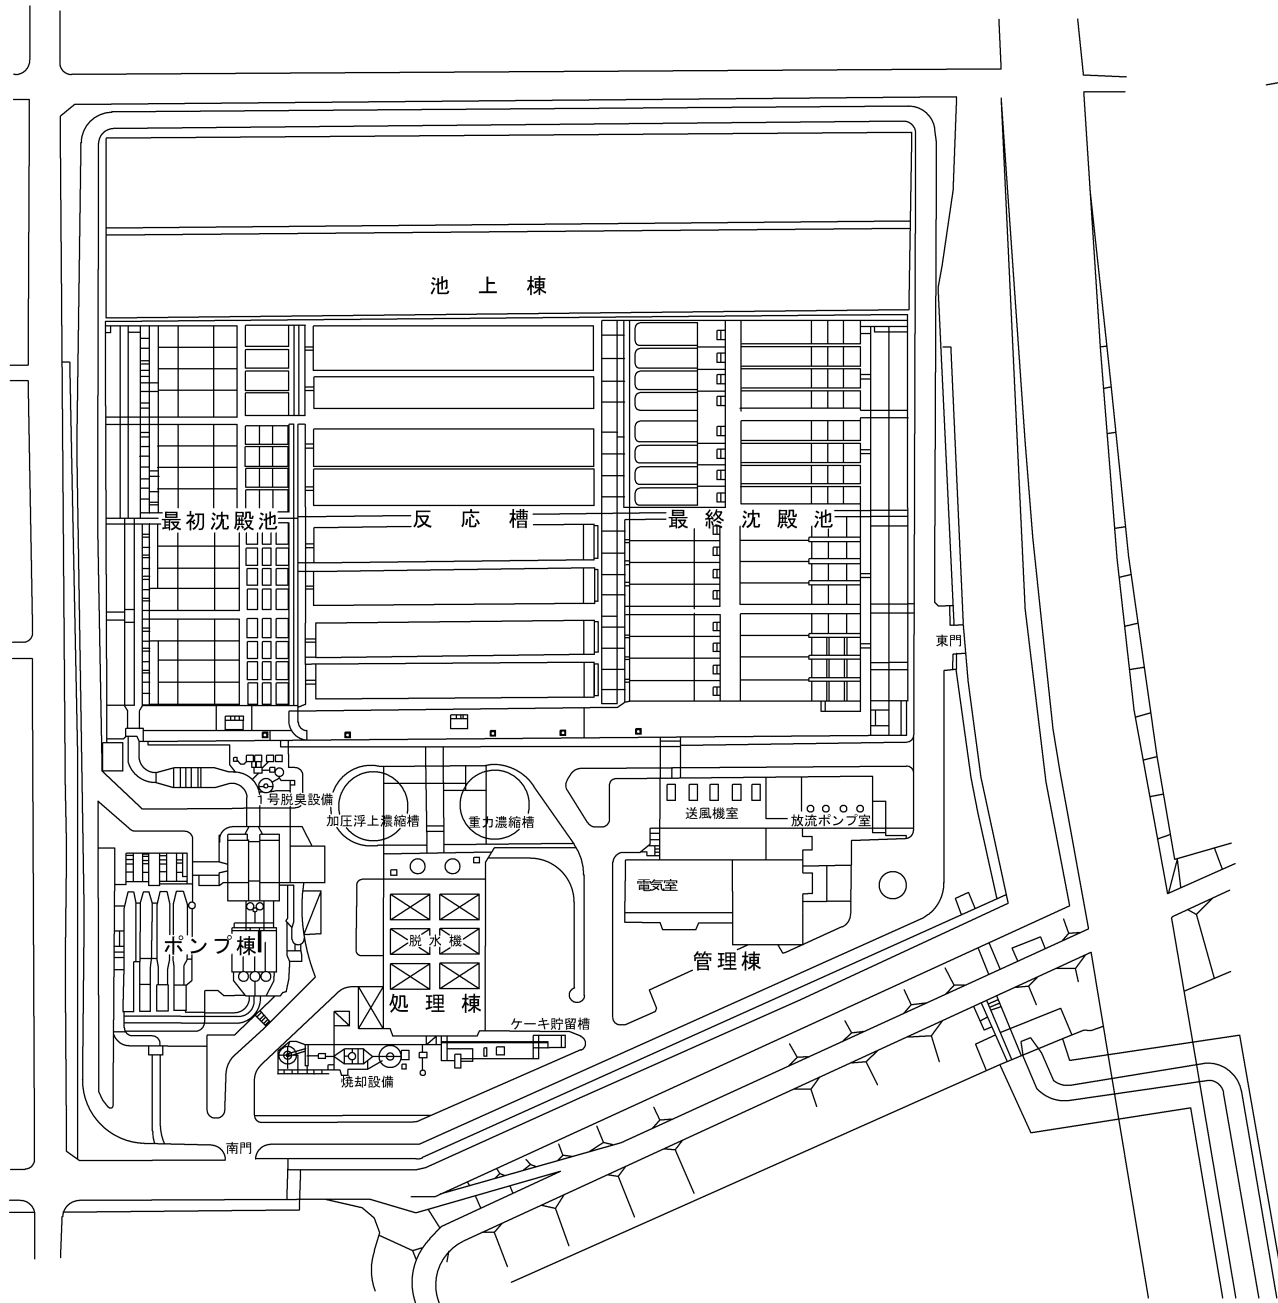 池上棟
最初沈殿池
反応槽
最終沈殿池
東門
1号脱臭設備
加圧浮上濃縮槽
重力濃縮槽
送風機室
放流ポンプ室
電気室
ポンプ棟
脱水機
管理棟
処理棟
ケーキ貯留槽
焼却設備
南門